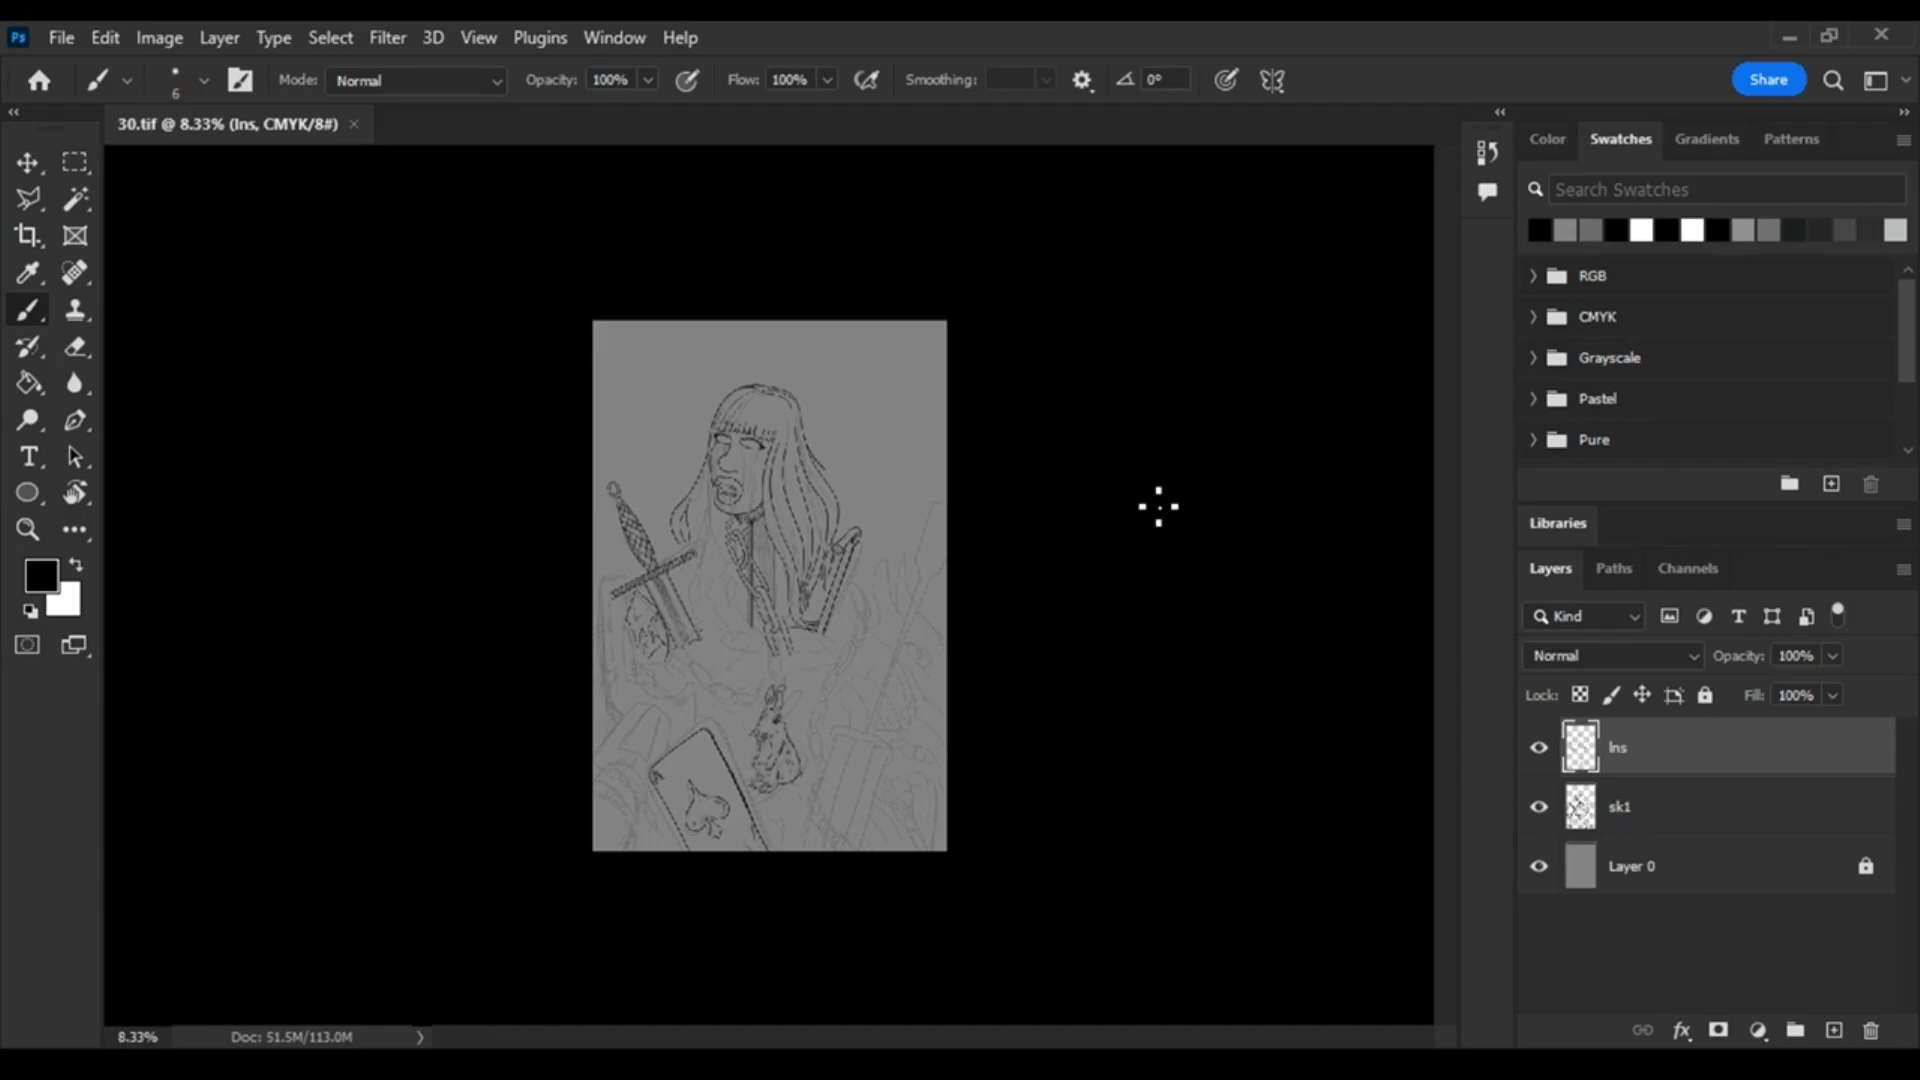 Ps File Edit Image Layer Type Select Filter 3D View Plugins Window Help
6 Mode: Normal Opacity: 100% Flow: 100% Smoothing: 0° Share
30.tif @ 8.33% (lns, CMYK/8#)
Color Swatches Gradients Patterns
Search Swatches
RGB
CMYK
Grayscale
Pastel
Pure
Libraries
Layers Paths Channels
Kind
Normal Opacity: 100%
Lock: Fill: 100%
lns
sk1
Layer 0
8.33% Doc: 51.5M/113.0M